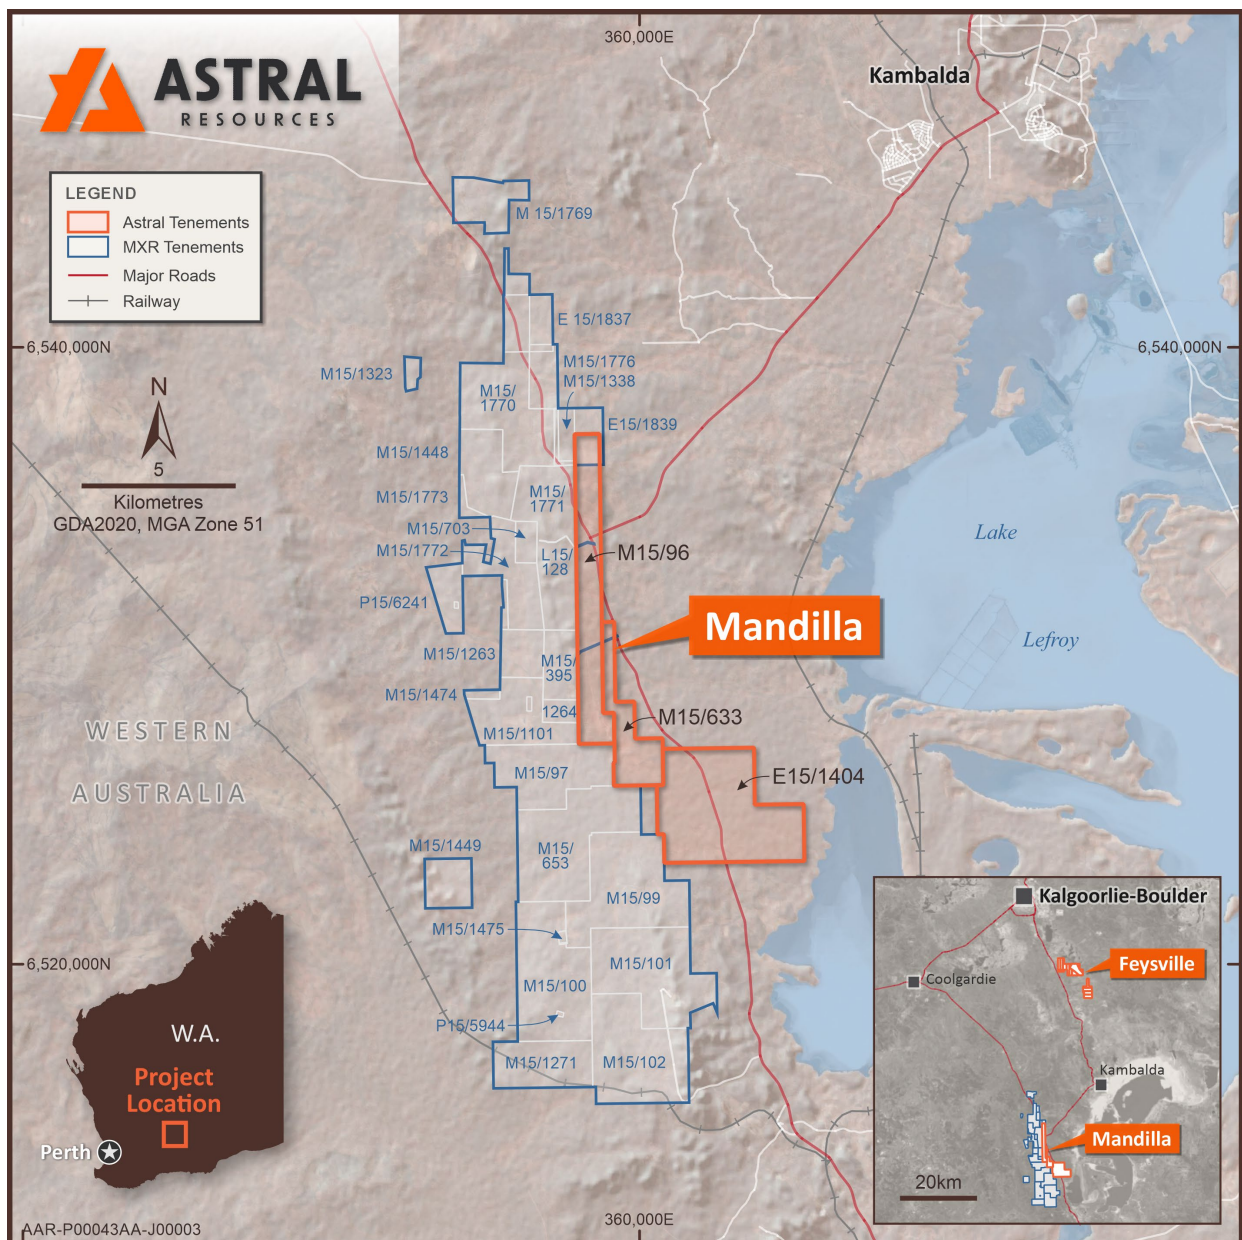 360,000E
Kambalda
ASTRAL
RESOURCES
LEGEND
Astral Tenements
MXR Tenements
Major Roads
Railway
M 15/1769
E 15/1837
6,540,000N
6,540,000N
M15/1776
M15/1338
M15/1323
M15/
1770
N
5
Kilometres
GDA2020, MGA Zone 51
E15/1839
M15/1448
M15/1773
M15/
1771
M15/703
M15/1772
L15/
128
M15/96
Lake
Lefroy
P15/6241
Mandilla
M15/1263
M15/
395
M15/1474
1264
M15/633
M15/1101
WESTERN
AUSTRALIA
M15/97
E15/1404
M15/1449
M15/
653
M15/99
M15/1475
M15/101
6,520,000N
M15/100
P15/5944
M15/1271
M15/102
W.A.
Project
Location
Perth
Kalgoorlie-Boulder
Feysville
Coolgardie
Kambalda
Mandilla
20km
360,000E
AAR-P00043AA-J00003